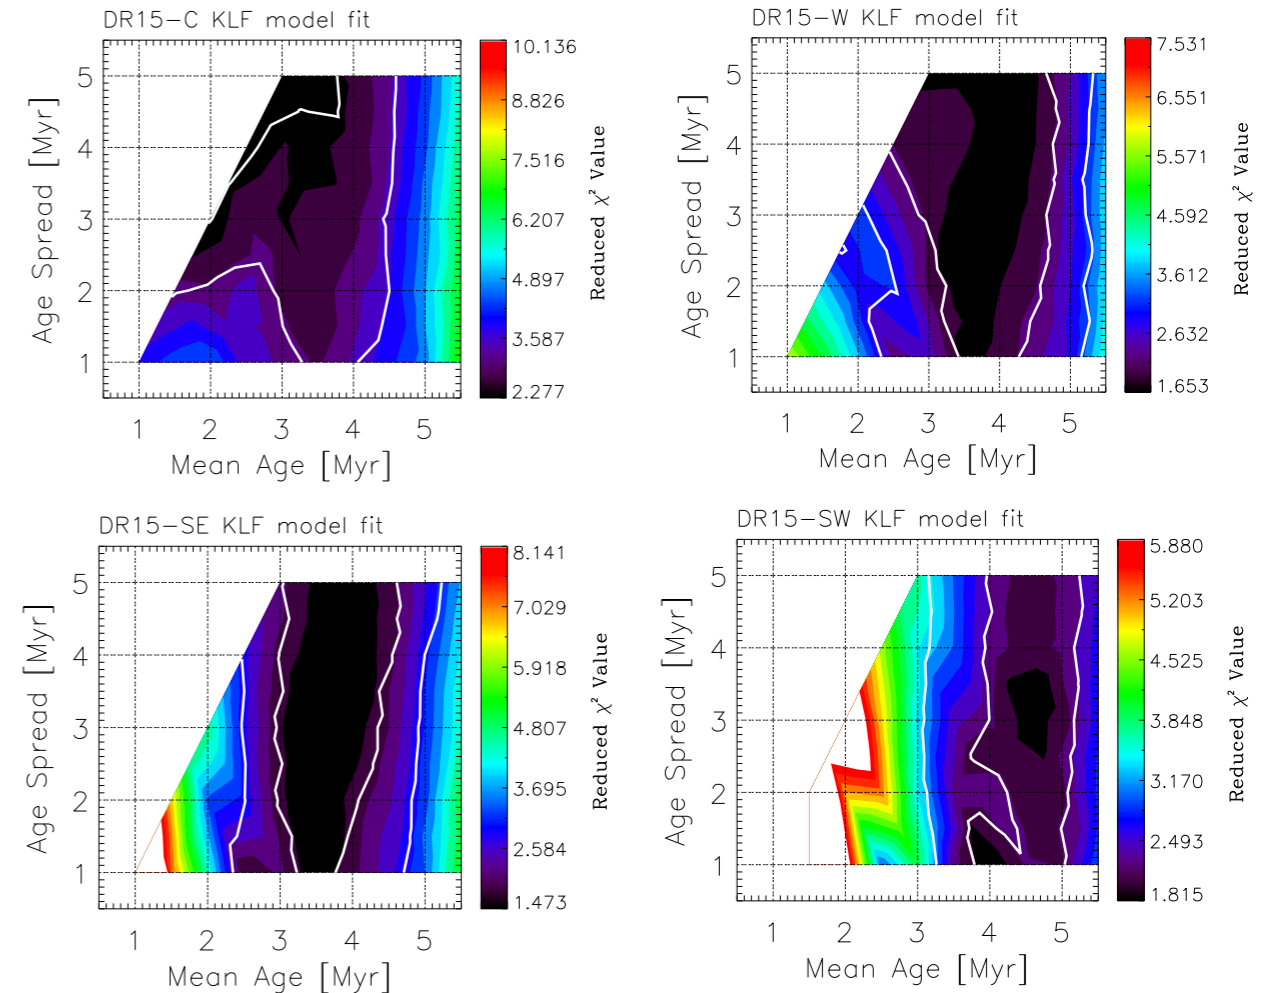 DR15-C KLF model fit
Age Spread [Myr]
5
4
3
2
1
1 2 3 4 5
Mean Age [Myr]
10.136
8.826
7.516
6.207
4.897
3.587
2.277
Reduced χ² Value
DR15-W KLF model fit
Age Spread [Myr]
5
4
3
2
1
1 2 3 4 5
Mean Age [Myr]
7.531
6.551
5.571
4.592
3.612
2.632
1.653
Reduced χ² Value
DR15-SE KLF model fit
Age Spread [Myr]
5
4
3
2
1
1 2 3 4 5
Mean Age [Myr]
8.141
7.029
5.918
4.807
3.695
2.584
1.473
Reduced χ² Value
DR15-SW KLF model fit
Age Spread [Myr]
5
4
3
2
1
1 2 3 4 5
Mean Age [Myr]
5.880
5.203
4.525
3.848
3.170
2.493
1.815
Reduced χ² Value